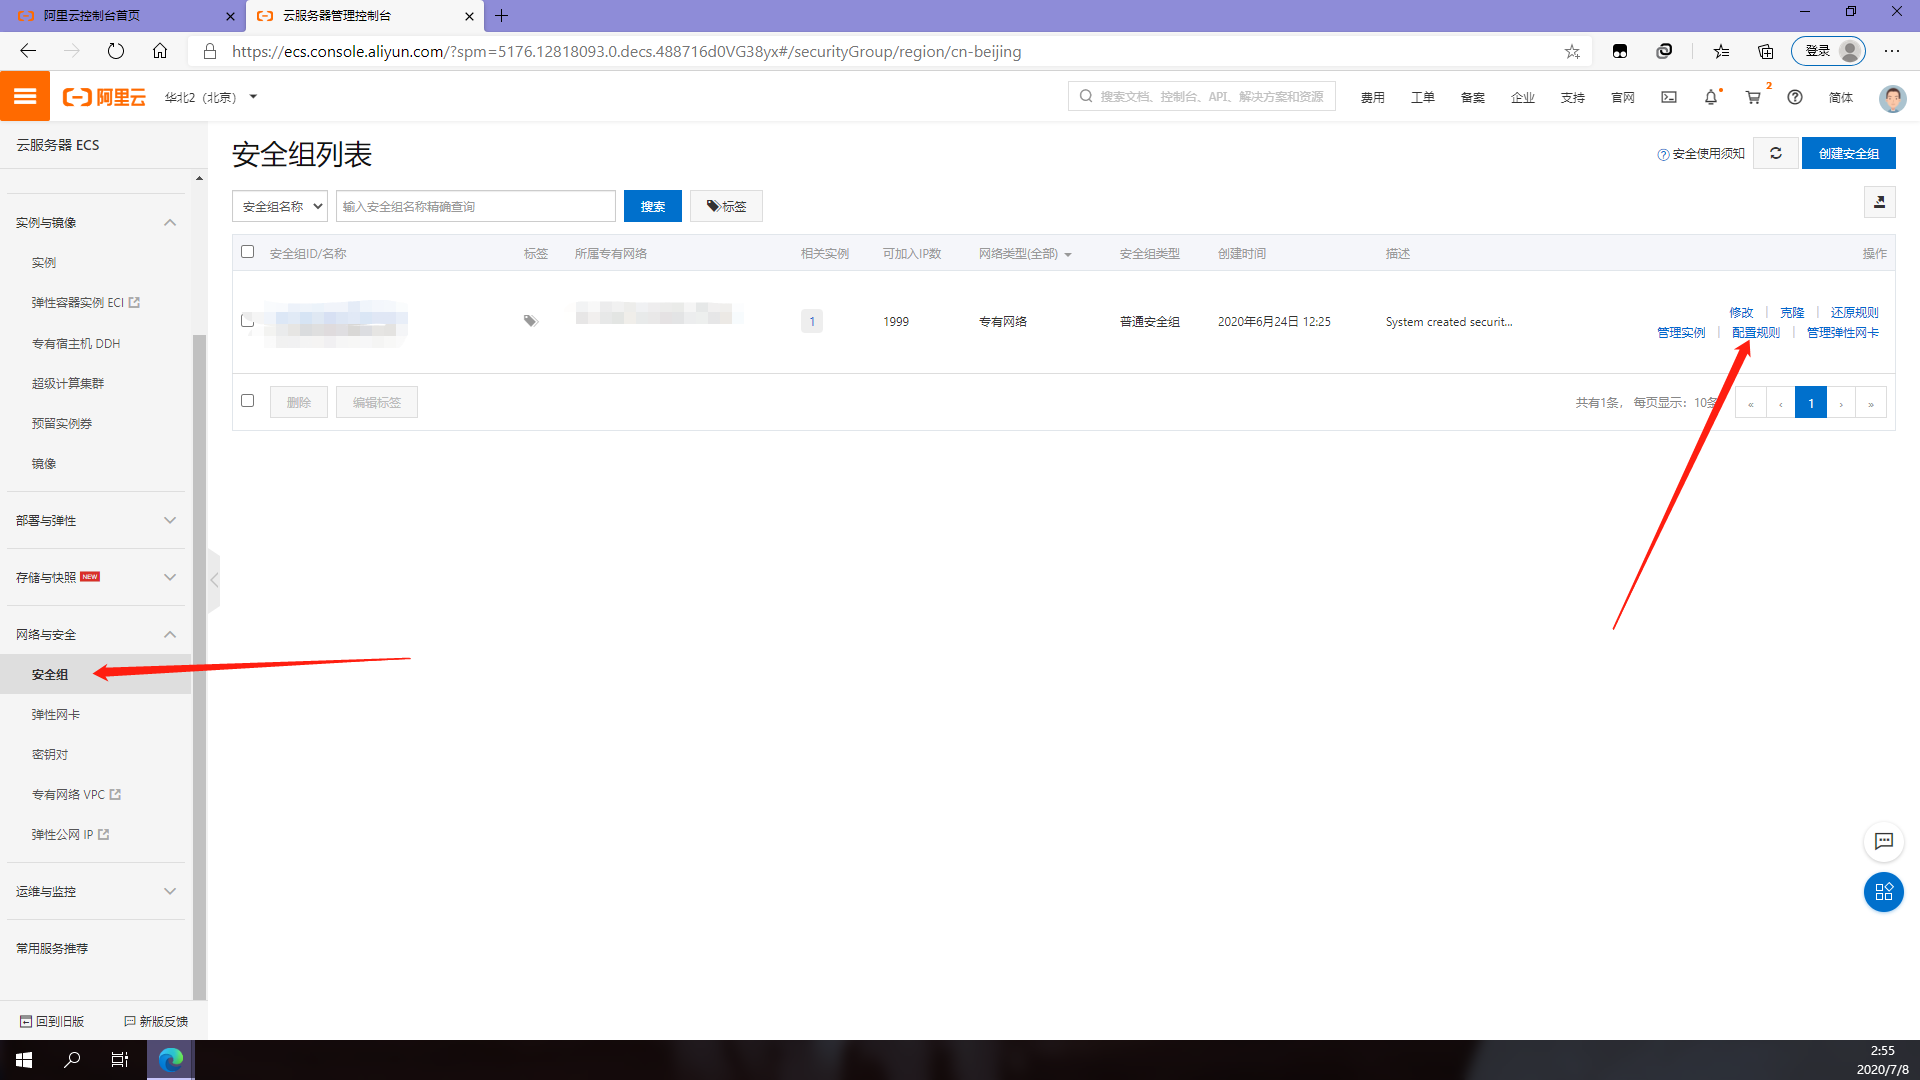 阿里云控制台首页
云服务器管理控制台
https://ecs.console.aliyun.com/?spm=5176.12818093.0.decs.488716d0VG38yx#/securityGroup/region/cn-beijing
登录
阿里云
华北2（北京）
搜索文档、控制台、API、解决方案和资源
费用
工单
备案
企业
支持
官网
2
简体
云服务器 ECS
实例与镜像
实例
弹性容器实例 ECI
专有宿主机 DDH
超级计算集群
预留实例券
镜像
部署与弹性
存储与快照 NEW
网络与安全
安全组
弹性网卡
密钥对
专有网络 VPC
弹性公网 IP
运维与监控
常用服务推荐
回到旧版
新版反馈
安全组列表
安全使用须知
创建安全组
安全组名称
输入安全组名称精确查询
搜索
标签
安全组ID/名称
标签
所属专有网络
相关实例
可加入IP数
网络类型(全部)
安全组类型
创建时间
描述
操作
1
1999
专有网络
普通安全组
2020年6月24日 12:25
System created securit...
修改 | 克隆 | 还原规则
管理实例 | 配置规则 | 管理弹性网卡
删除
编辑标签
共有1条， 每页显示：10条
« ‹ 1 › »
2:55
2020/7/8